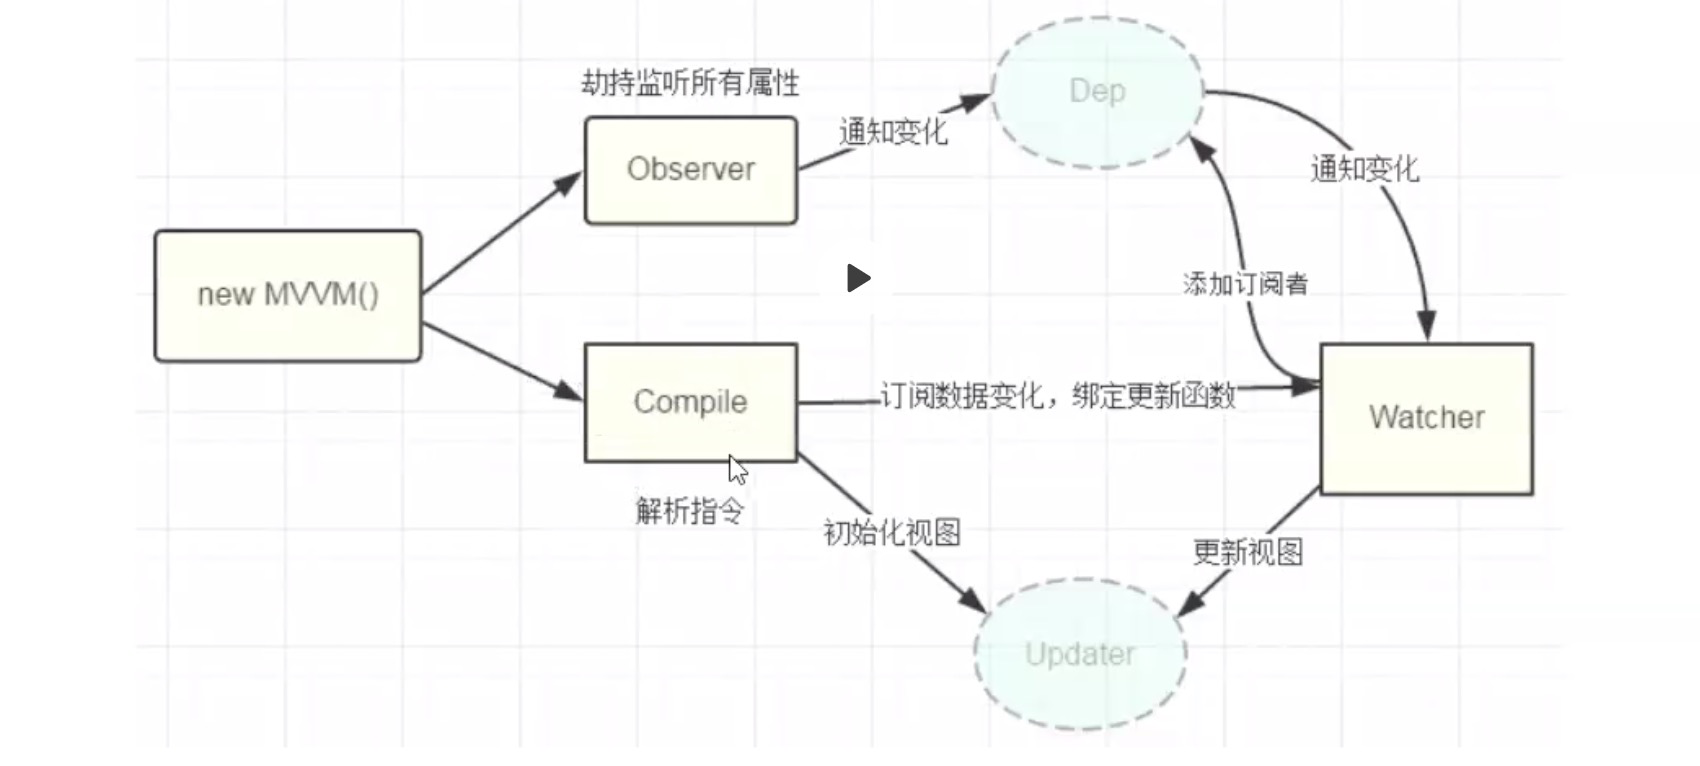 劫持监听所有属性
Observer
通知变化
Dep
通知变化
new MVVM()
添加订阅者
Compile
订阅数据变化，绑定更新函数
Watcher
解析指令
初始化视图
更新视图
Updater